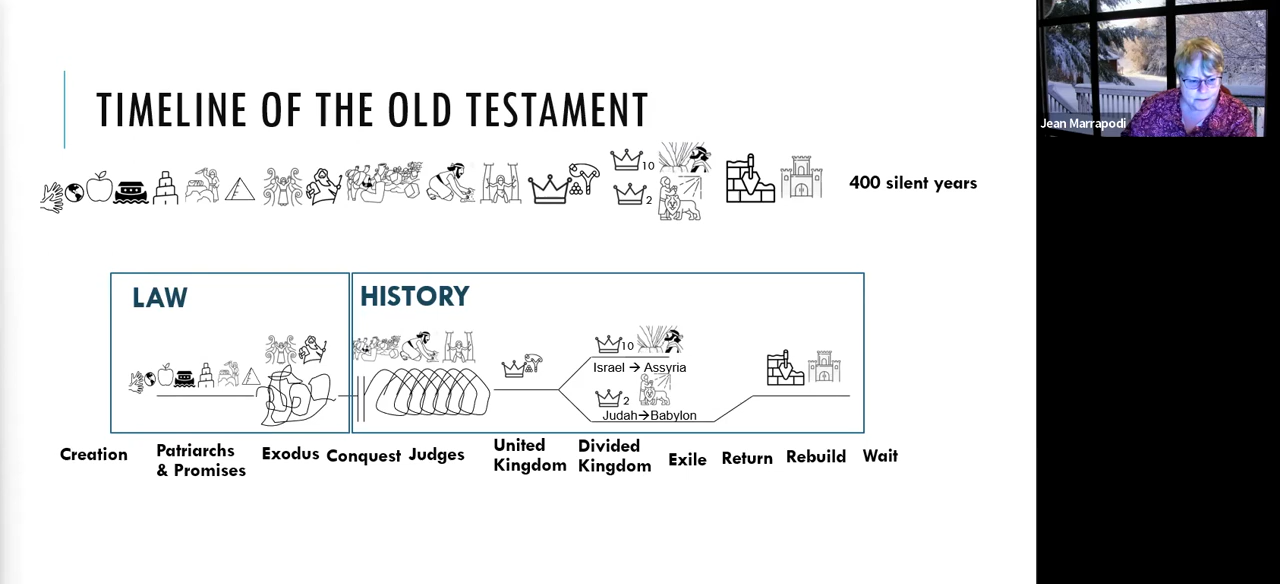 TIMELINE OF THE OLD TESTAMENT
Jean Marrapodi
10
2
400 silent years
LAW
HISTORY
10
Israel → Assyria
2
Judah→Babylon
Creation
Patriarchs
& Promises
Exodus
Conquest
Judges
United
Kingdom
Divided
Kingdom
Exile
Return
Rebuild
Wait